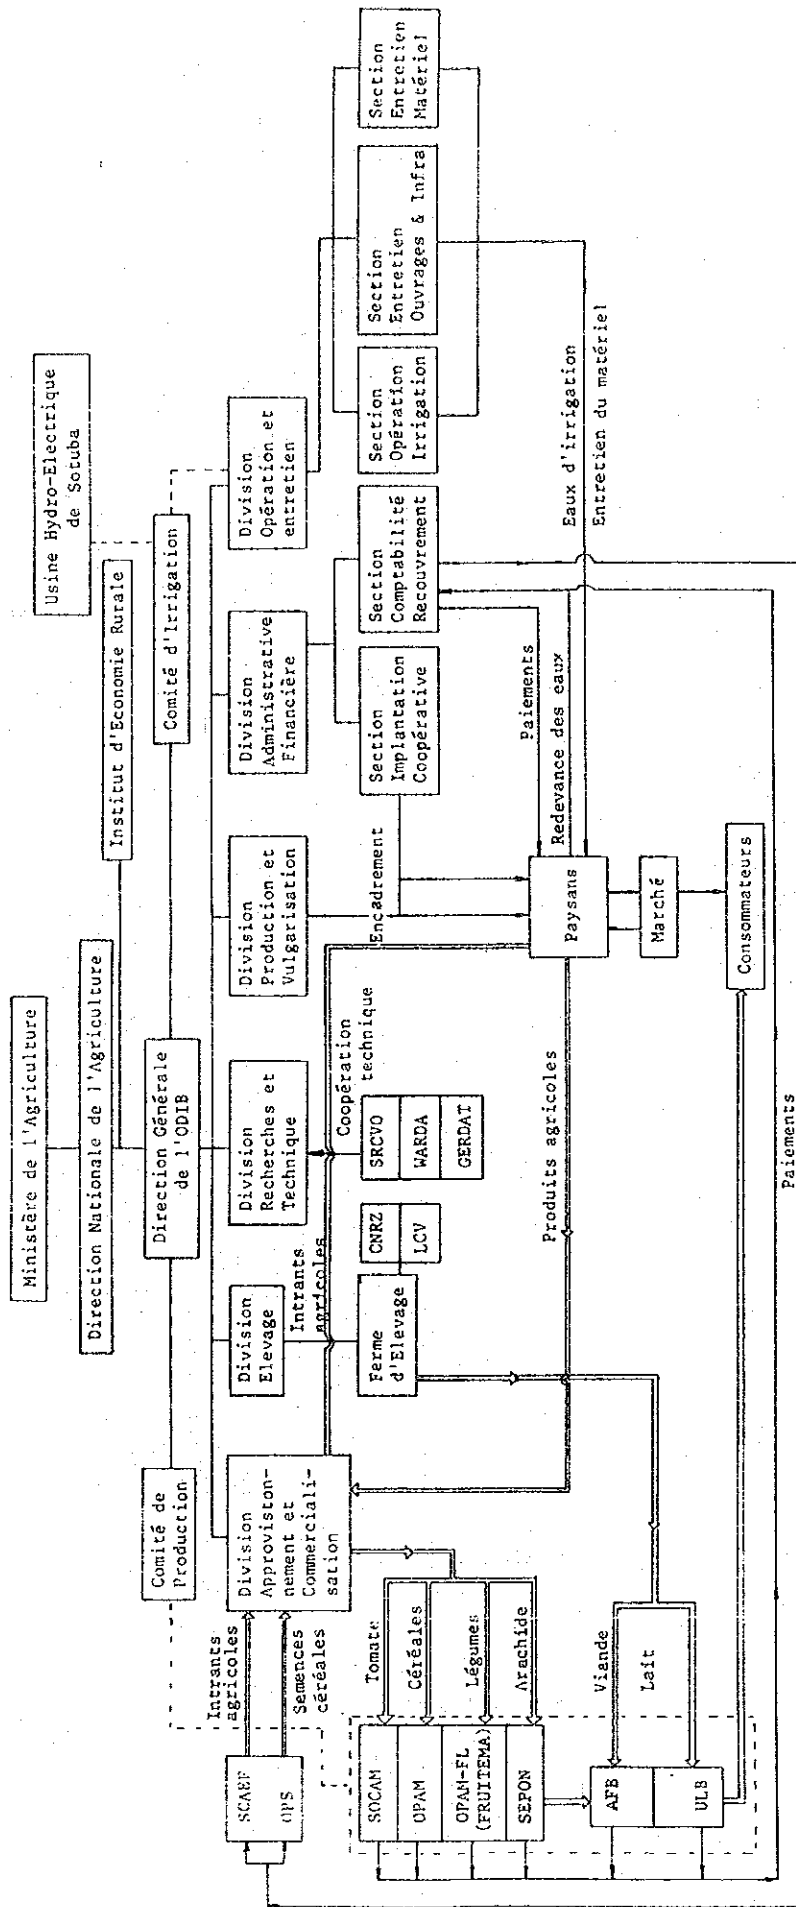 Ministère de l'Agriculture
Direction Nationale de l'Agriculture
Institut d'Economie Rurale
Usine Hydro-Electrique
de Sotuba
Comité de
Production
Direction Générale
de l'ODIB
Comité d'Irrigation
Intrants
agricoles
Semences
céréales
SCAER
OPS
Division
Approviston-
nement et
Commerciali-
sation
Division
Elevage
Division
Recherches et
Technique
Division
Production et
Vulgarisation
Division
Administrative
Financière
Division
Opération et
entretien
Intrants
agricoles
Coopération
technique
Encadrement
Tomate
Céréales
Légumes
Arachide
SOCAM
OPAM
OPAM-FL
(FRUITEMA)
SEPON
Ferme
d'Elevage
CNRZ
LCV
SRCVO
WARDA
GERDAT
Section
Implantation
Coopérative
Section
Comptabilité
Recouvrement
Section
Opération
Irrigation
Section
Entretien
Ouvrages & Infra
Section
Entretien
Matériel
Produits agricoles
Paiements
Redevance des eaux
Eaux d'irrigation
Entretien du matériel
Paysans
Marché
Consommateurs
Viande
Lait
AFB
ULB
Paiements